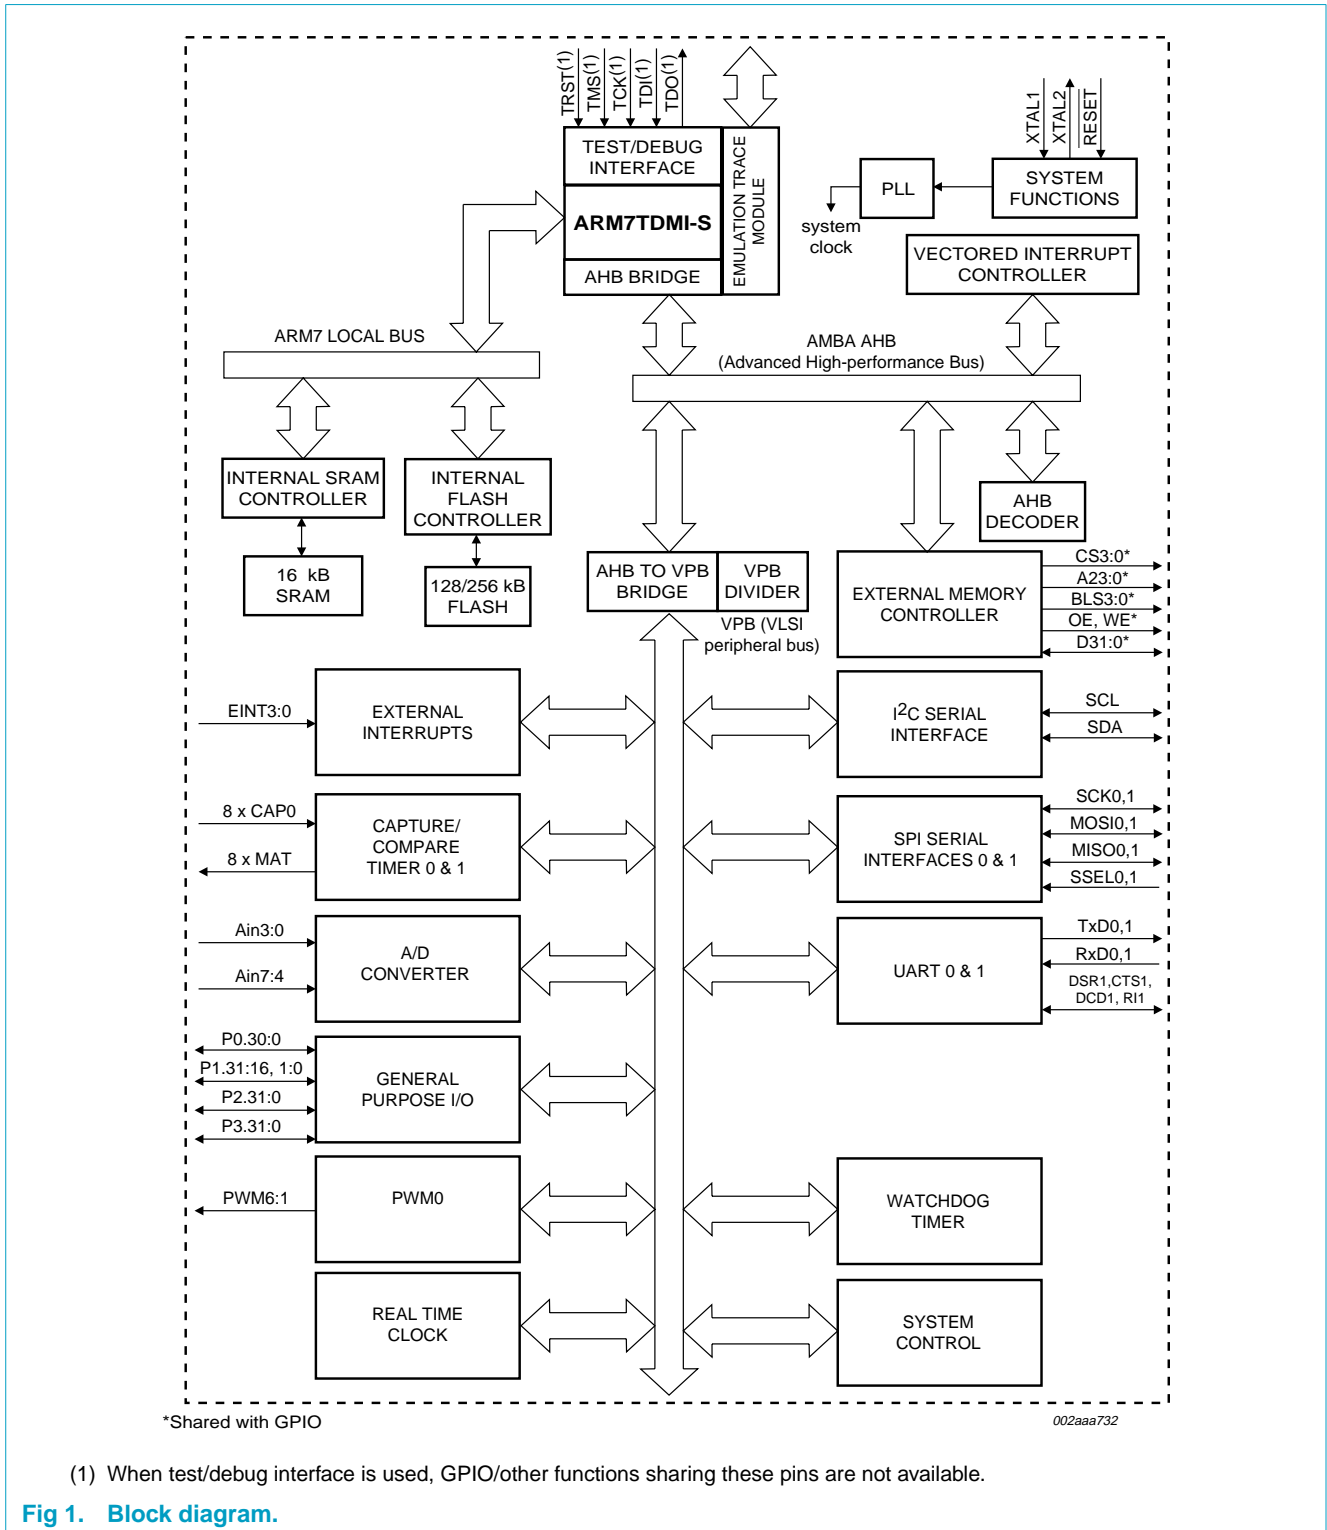 TRST(1)
TMS(1)
TCK(1)
TDI(1)
TDO(1)
XTAL1
XTAL2
RESET
TEST/DEBUG
INTERFACE
EMULATION TRACE
MODULE
ARM7TDMI-S
AHB BRIDGE
PLL
SYSTEM
FUNCTIONS
system
clock
VECTORED INTERRUPT
CONTROLLER
ARM7 LOCAL BUS
AMBA AHB
(Advanced High-performance Bus)
INTERNAL SRAM
CONTROLLER
INTERNAL
FLASH
CONTROLLER
AHB
DECODER
16 kB
SRAM
128/256 kB
FLASH
AHB TO VPB
BRIDGE
VPB
DIVIDER
VPB (VLSI
peripheral bus)
EXTERNAL MEMORY
CONTROLLER
CS3:0*
A23:0*
BLS3:0*
OE, WE*
D31:0*
EINT3:0
EXTERNAL
INTERRUPTS
I2C SERIAL
INTERFACE
SCL
SDA
8 x CAP0
8 x MAT
CAPTURE/
COMPARE
TIMER 0 & 1
SPI SERIAL
INTERFACES 0 & 1
SCK0,1
MOSI0,1
MISO0,1
SSEL0,1
Ain3:0
Ain7:4
A/D
CONVERTER
UART 0 & 1
TxD0,1
RxD0,1
DSR1,CTS1,
DCD1, RI1
P0.30:0
P1.31:16, 1:0
P2.31:0
P3.31:0
GENERAL
PURPOSE I/O
PWM6:1
PWM0
WATCHDOG
TIMER
REAL TIME
CLOCK
SYSTEM
CONTROL
*Shared with GPIO
002aaa732
(1) When test/debug interface is used, GPIO/other functions sharing these pins are not available.
Fig 1. Block diagram.